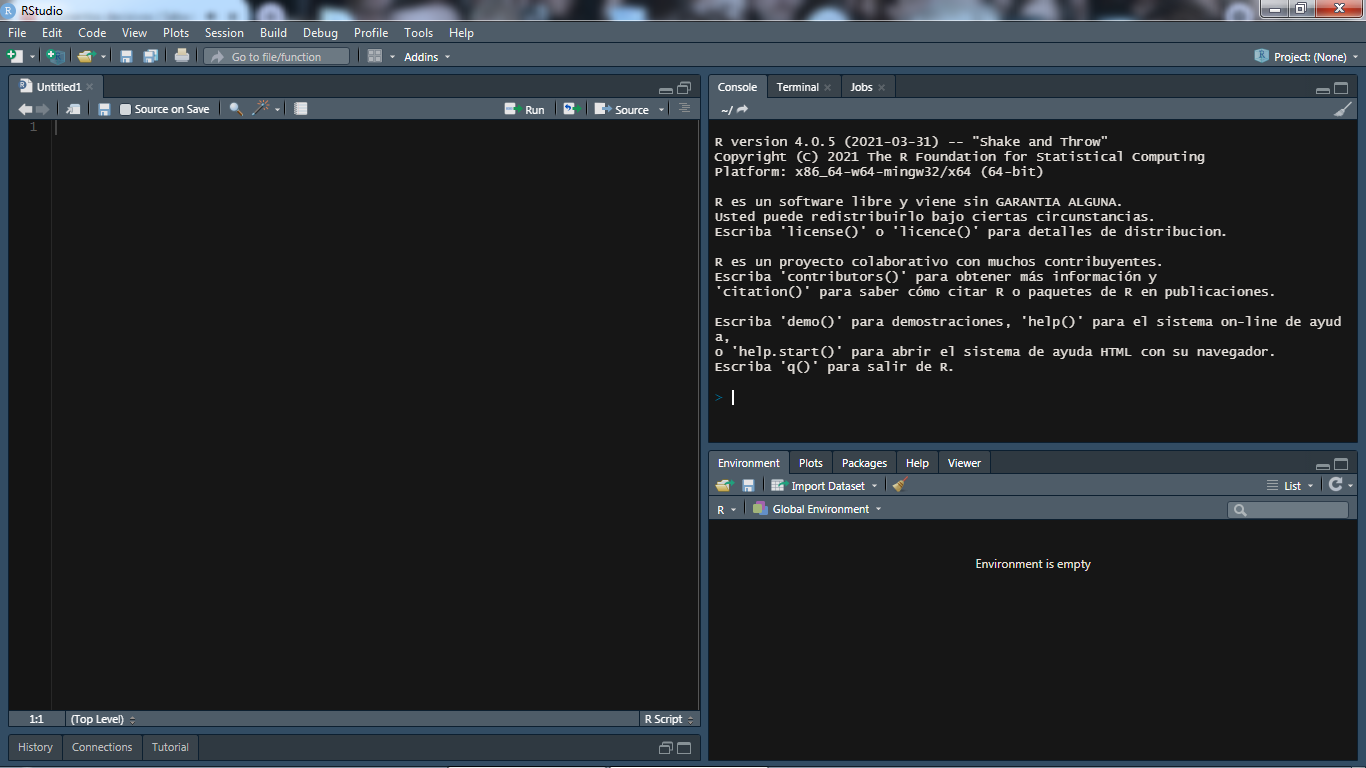 RStudio
File Edit Code View Plots Session Build Debug Profile Tools Help
Go to file/function Addins Project: (None)
Untitled1
Source on Save Run Source
1
1:1 (Top Level) R Script
History Connections Tutorial
Console Terminal Jobs
~/
R version 4.0.5 (2021-03-31) -- "Shake and Throw"
Copyright (C) 2021 The R Foundation for Statistical Computing
Platform: x86_64-w64-mingw32/x64 (64-bit)
R es un software libre y viene sin GARANTIA ALGUNA.
Usted puede redistribuirlo bajo ciertas circunstancias.
Escriba 'license()' o 'licence()' para detalles de distribucion.
R es un proyecto colaborativo con muchos contribuyentes.
Escriba 'contributors()' para obtener más información y
'citation()' para saber cómo citar R o paquetes de R en publicaciones.
Escriba 'demo()' para demostraciones, 'help()' para el sistema on-line de ayud
a,
o 'help.start()' para abrir el sistema de ayuda HTML con su navegador.
Escriba 'q()' para salir de R.
>
Environment Plots Packages Help Viewer
Import Dataset List
R Global Environment
Environment is empty